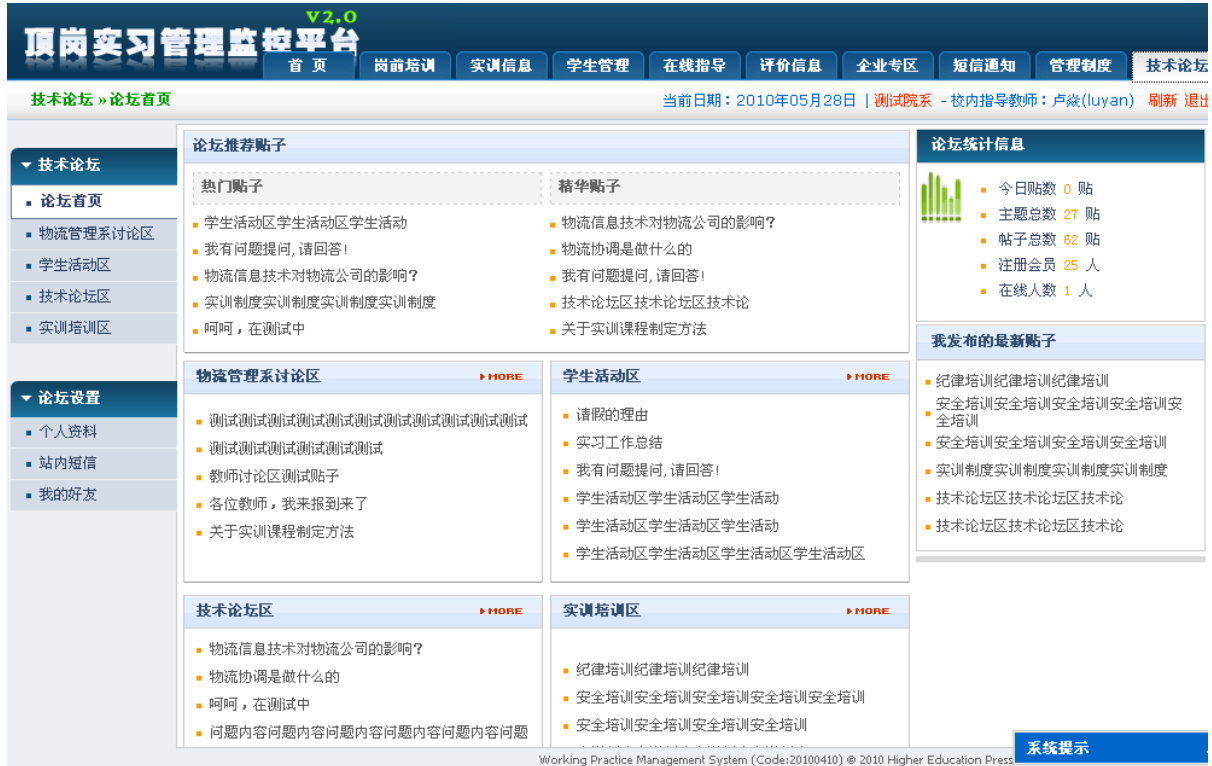 顶岗实习管理监控平台 V2.0
首 页 岗前培训 实训信息 学生管理 在线指导 评价信息 企业专区 短信通知 管理制度 技术论坛
技术论坛 » 论坛首页
当前日期：2010年05月28日 | 测试院系 - 校内指导教师：卢焱(luyan) 刷新 退出
技术论坛
论坛首页
物流管理系讨论区
学生活动区
技术论坛区
实训培训区
论坛设置
个人资料
站内短信
我的好友
论坛推荐贴子
热门贴子
学生活动区学生活动区学生活动
我有问题提问,请回答!
物流信息技术对物流公司的影响?
实训制度实训制度实训制度实训制度
呵呵，在测试中
精华贴子
物流信息技术对物流公司的影响?
物流协调是做什么的
我有问题提问,请回答!
技术论坛区技术论坛区技术论
关于实训课程制定方法
物流管理系讨论区 MORE
测试测试测试测试测试测试测试测试测试测试测试
测试测试测试测试测试测试
教师讨论区测试贴子
各位教师，我来报到来了
关于实训课程制定方法
学生活动区 MORE
请假的理由
实习工作总结
我有问题提问,请回答!
学生活动区学生活动区学生活动
学生活动区学生活动区学生活动
学生活动区学生活动区学生活动区学生活动区
技术论坛区 MORE
物流信息技术对物流公司的影响?
物流协调是做什么的
呵呵，在测试中
问题内容问题内容问题内容问题内容问题内容问题
实训培训区 MORE
纪律培训纪律培训纪律培训
安全培训安全培训安全培训安全培训安全培训
安全培训安全培训安全培训安全培训
论坛统计信息
今日贴数 0 贴
主题总数 27 贴
帖子总数 62 贴
注册会员 25 人
在线人数 1 人
我发布的最新贴子
纪律培训纪律培训纪律培训
安全培训安全培训安全培训安全培训安
全培训
安全培训安全培训安全培训安全培训
实训制度实训制度实训制度实训制度
技术论坛区技术论坛区技术论
技术论坛区技术论坛区技术论
系统提示
Working Practice Management System (Code:20100410) © 2010 Higher Education Press